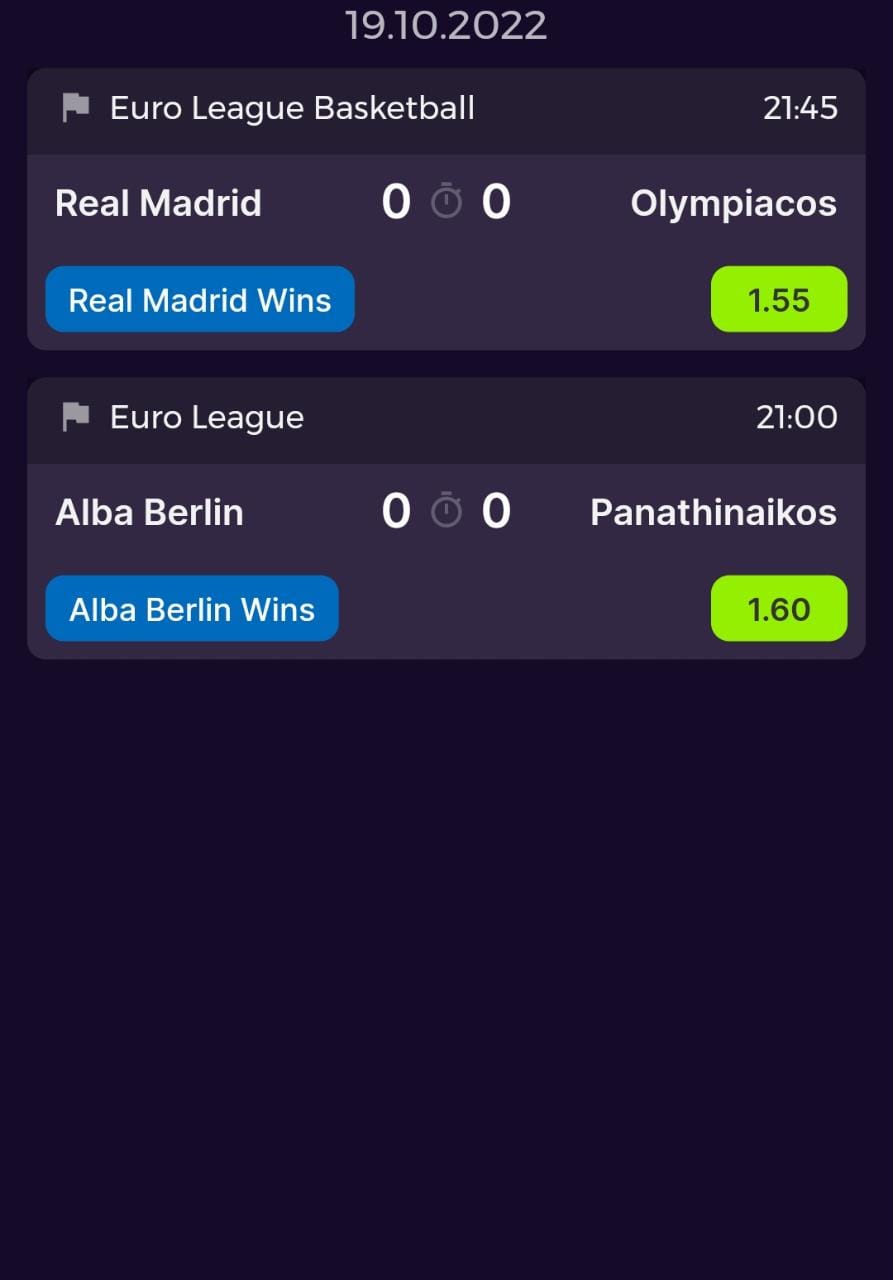 19.10.2022
Euro League Basketball 21:45
Real Madrid 0 0 Olympiacos
Real Madrid Wins 1.55
Euro League 21:00
Alba Berlin 0 0 Panathinaikos
Alba Berlin Wins 1.60